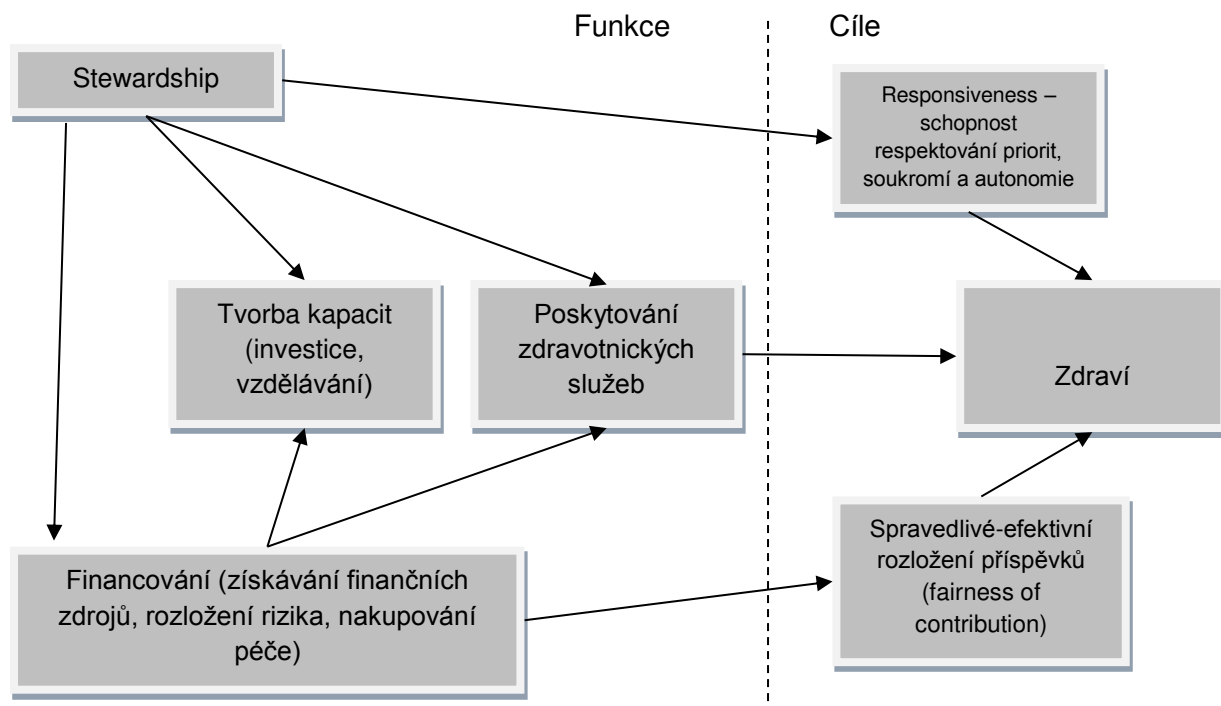 Funkce
Cíle
Stewardship
Responsiveness –
schopnost
respektování priorit,
soukromí a autonomie
Tvorba kapacit
(investice,
vzdělávání)
Poskytování
zdravotnických
služeb
Zdraví
Financování (získávání finančních
zdrojů, rozložení rizika, nakupování
péče)
Spravedlivé-efektivní
rozložení příspěvků
(fairness of
contribution)